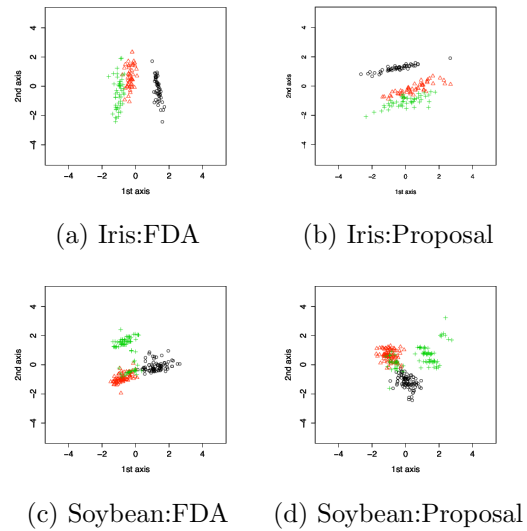 4
2
0
−2
−4
2nd axis
−4 −2 0 2 4
1st axis
(a) Iris:FDA
4
2
0
−2
−4
2nd axis
−4 −2 0 2 4
1st axis
(b) Iris:Proposal
4
2
0
−2
−4
2nd axis
−4 −2 0 2 4
1st axis
(c) Soybean:FDA
4
2
0
−2
−4
2nd axis
−4 −2 0 2 4
1st axis
(d) Soybean:Proposal